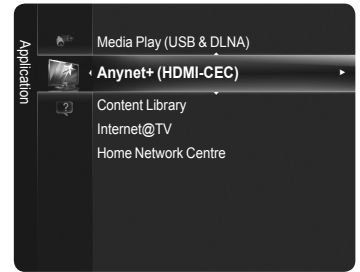 Application
Media Play (USB & DLNA)
Anynet+ (HDMI-CEC)
Content Library
Internet@TV
Home Network Centre